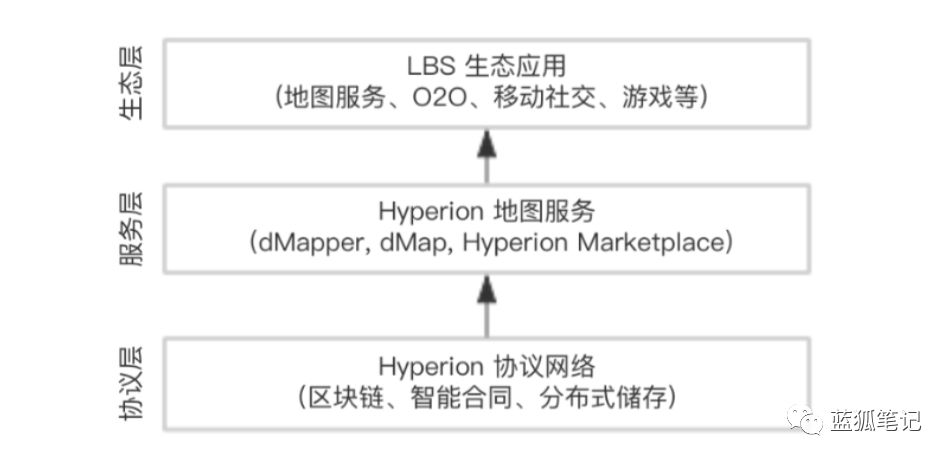 生态层
LBS 生态应用
（地图服务、O2O、移动社交、游戏等）
服务层
Hyperion 地图服务
（dMapper, dMap, Hyperion Marketplace）
协议层
Hyperion 协议网络
（区块链、智能合同、分布式储存）
蓝狐笔记